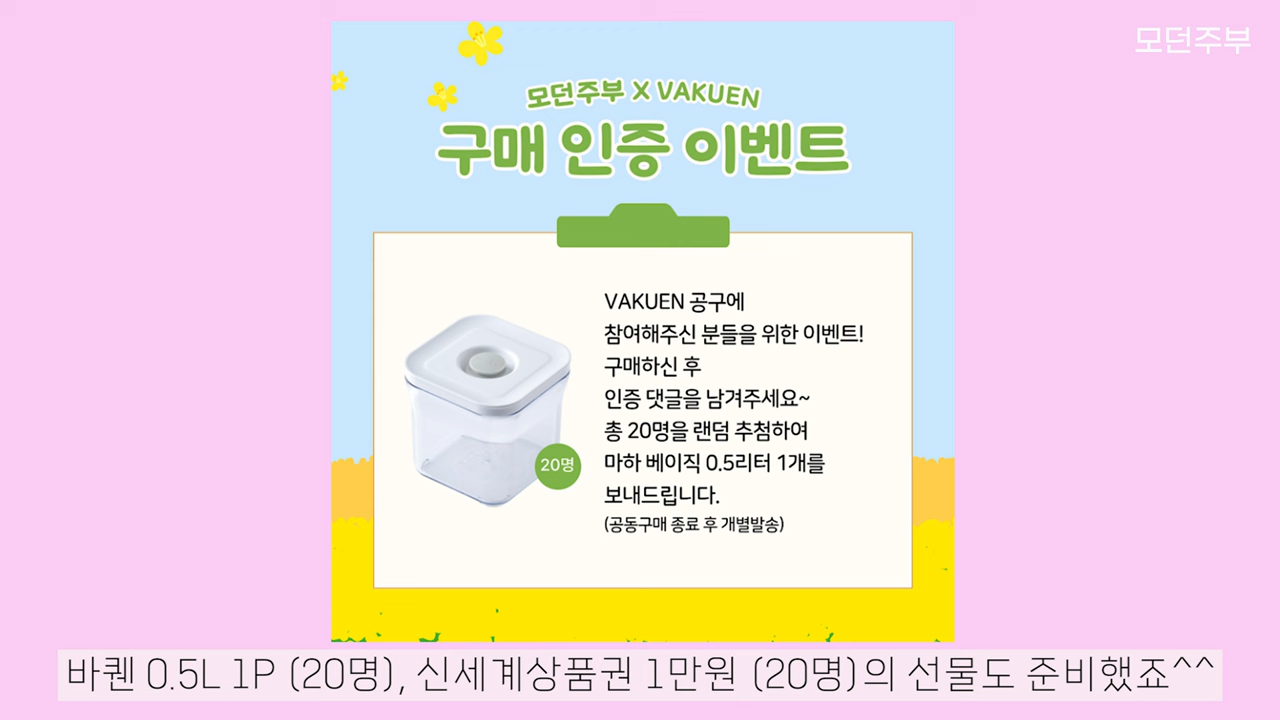 모던주부
모던주부 X VAKUEN
구매 인증 이벤트
VAKUEN 공구에
참여해주신 분들을 위한 이벤트!
구매하신 후
인증 댓글을 남겨주세요~
총 20명을 랜덤 추첨하여
마하 베이직 0.5리터 1개를
보내드립니다.
(공동구매 종료 후 개별발송)
20명
바퀜 0.5L 1P (20명), 신세계상품권 1만원 (20명)의 선물도 준비했죠^^